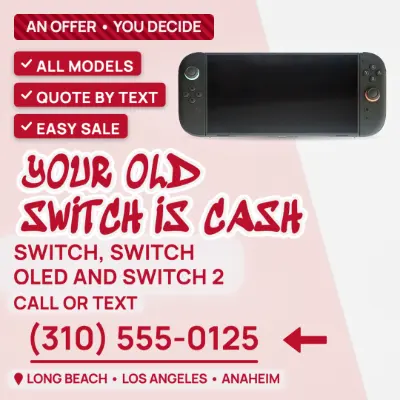 AN OFFER • YOU DECIDE
✓ ALL MODELS
✓ QUOTE BY TEXT
✓ EASY SALE
YOUR OLD
SWITCH IS CASH
SWITCH, SWITCH
OLED AND SWITCH 2
CALL OR TEXT
(310) 555-0125
LONG BEACH • LOS ANGELES • ANAHEIM